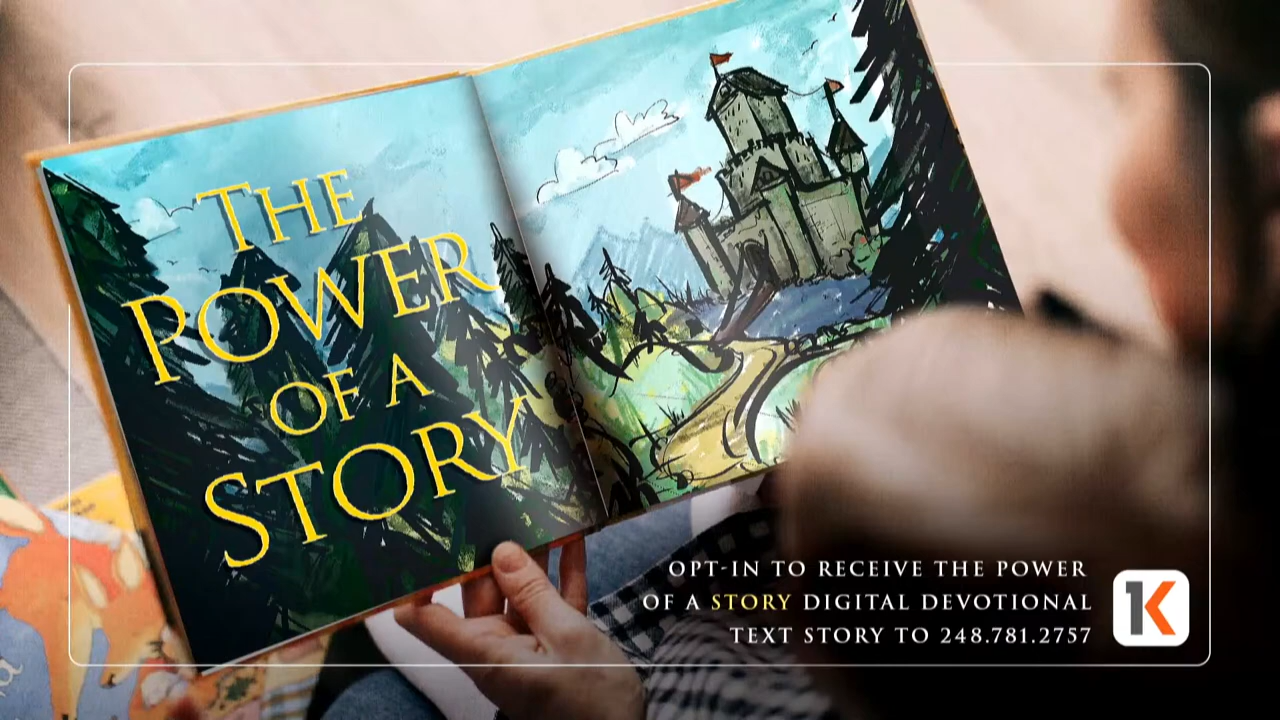 THE
POWER
OF A
STORY
OPT-IN TO RECEIVE THE POWER
OF A STORY DIGITAL DEVOTIONAL
TEXT STORY TO 248.781.2757
1K